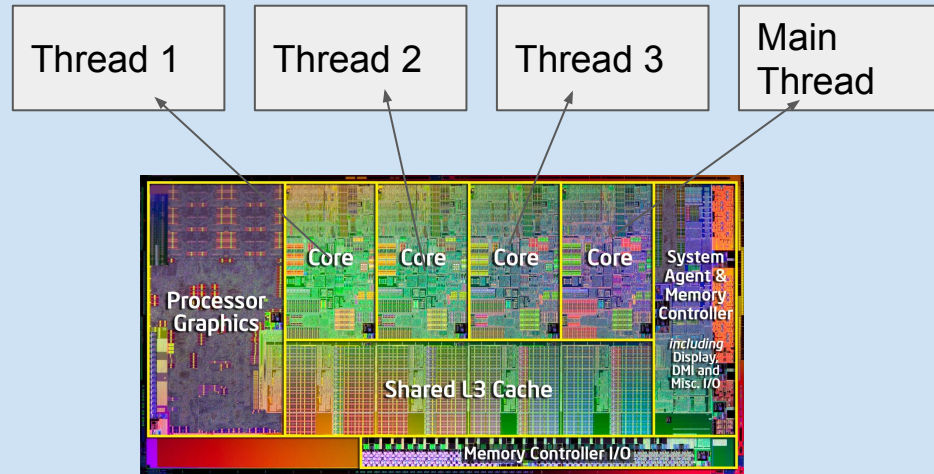 Thread 1
Thread 2
Thread 3
Main
Thread
Core
Core
Core
Core
Processor
Graphics
System
Agent &
Memory
Controller
including
Display,
DMI and
Misc. I/O
Shared L3 Cache
Memory Controller I/O